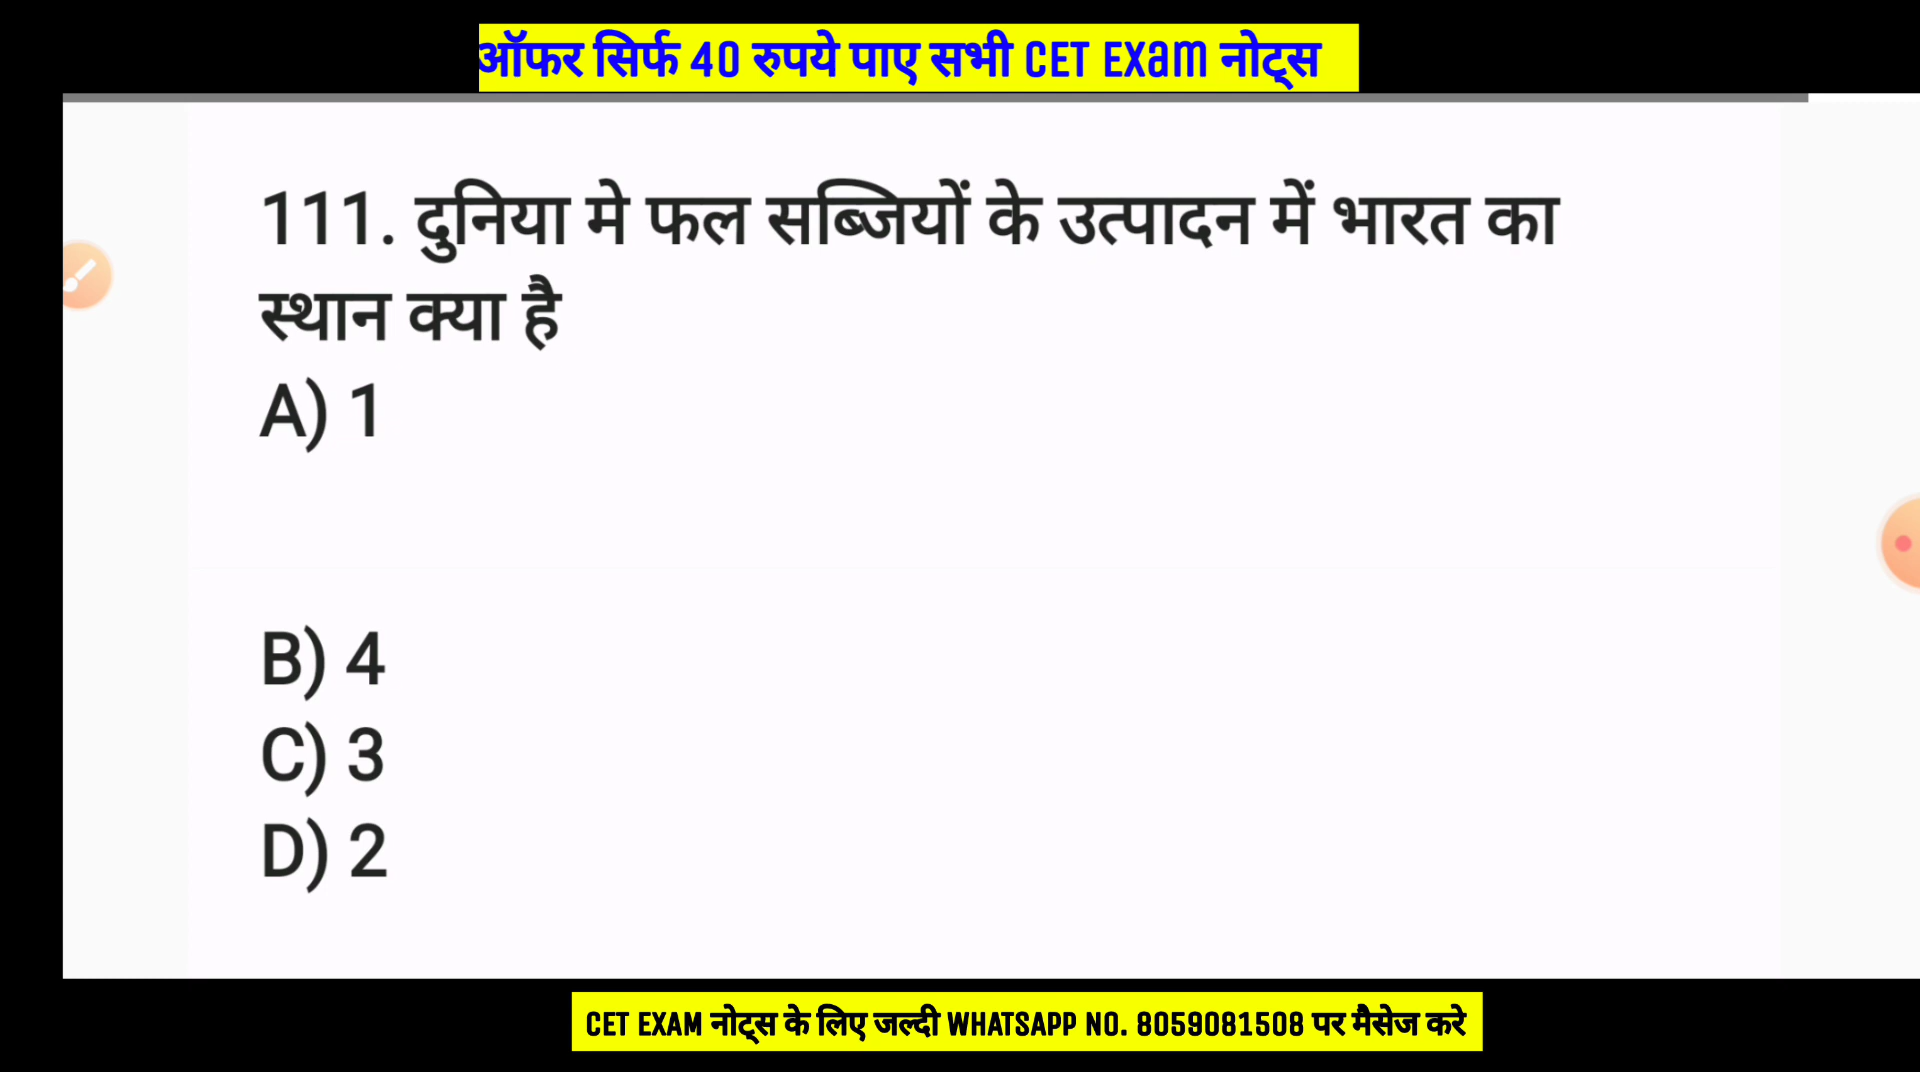 ऑफर सिर्फ 40 रुपये पाए सभी CET Exam नोट्स
111. दुनिया मे फल सब्जियों के उत्पादन में भारत का
स्थान क्या है
A) 1
B) 4
C) 3
D) 2
CET EXAM नोट्स के लिए जल्दी WHATSAPP NO. 8059081508 पर मैसेज करे